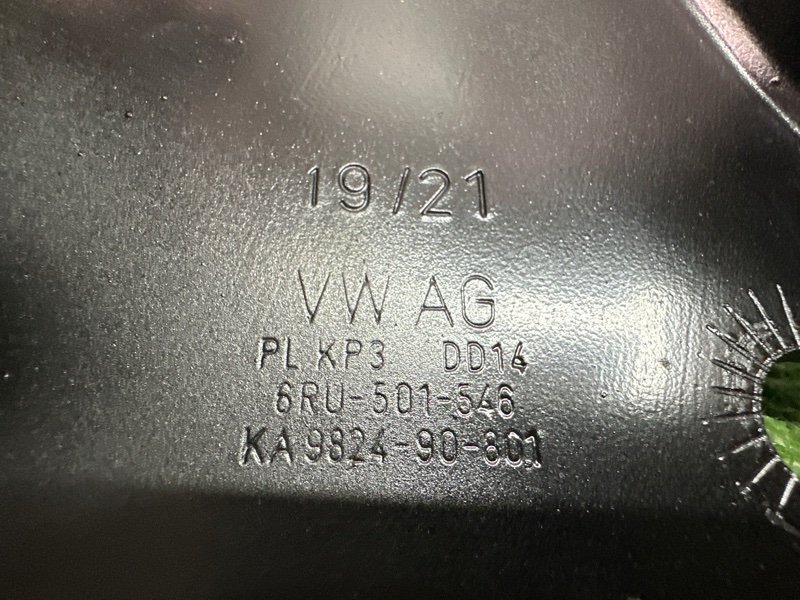 19/21
VW AG
PL KP3 DD14
6RU-501-546
KA 9824-90-801